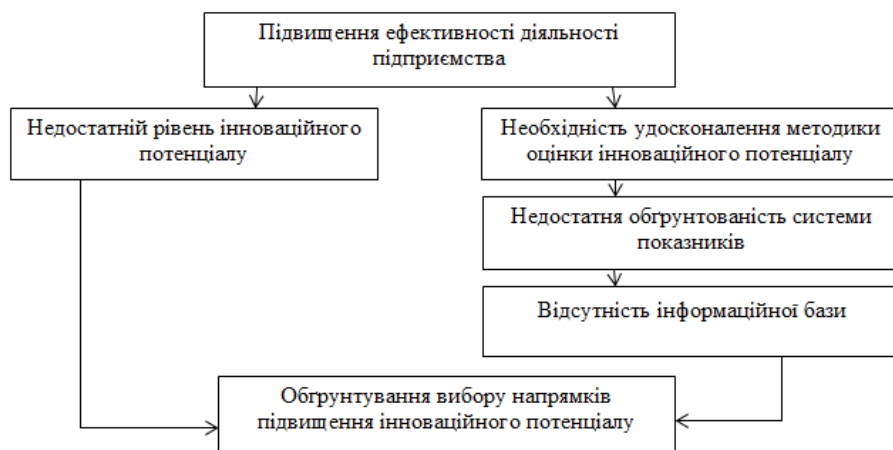 Підвищення ефективності діяльності
підприємства
Недостатній рівень інноваційного
потенціалу
Необхідність удосконалення методики
оцінки інноваційного потенціалу
Недостатня обґрунтованість системи
показників
Відсутність інформаційної бази
Обґрунтування вибору напрямків
підвищення інноваційного потенціалу